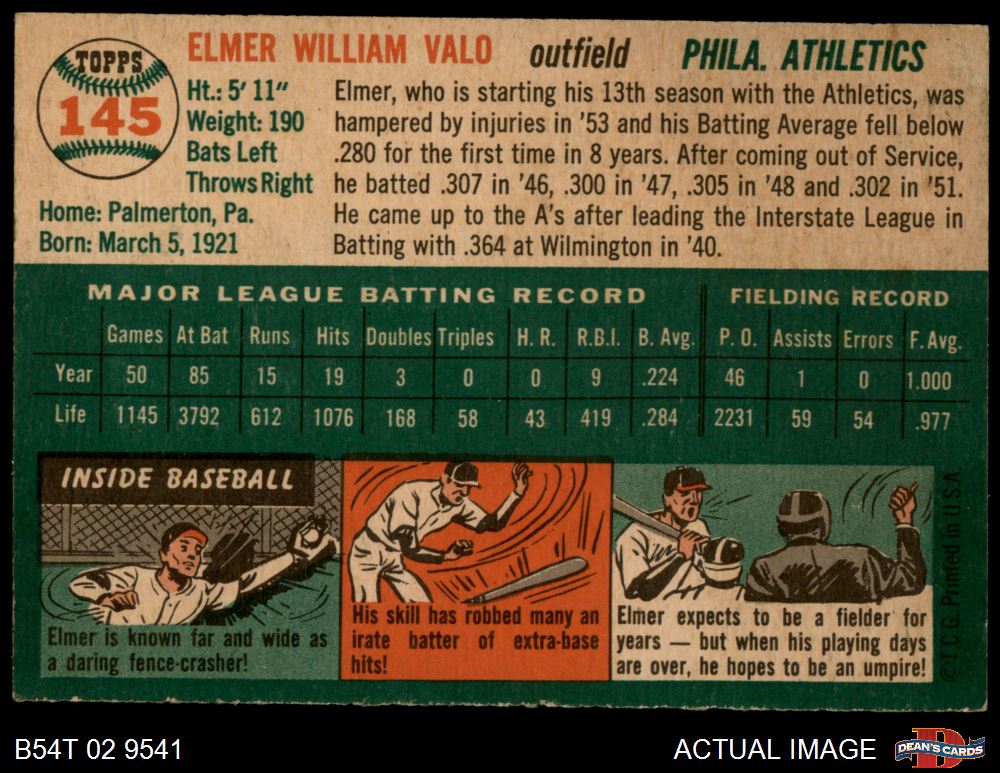 TOPPS
145
ELMER WILLIAM VALO outfield PHILA. ATHLETICS
Ht.: 5' 11"
Weight: 190
Bats Left
Throws Right
Home: Palmerton, Pa.
Born: March 5, 1921
Elmer, who is starting his 13th season with the Athletics, was
hampered by injuries in '53 and his Batting Average fell below
.280 for the first time in 8 years. After coming out of Service,
he batted .307 in '46, .300 in '47, .305 in '48 and .302 in '51.
He came up to the A's after leading the Interstate League in
Batting with .364 at Wilmington in '40.
MAJOR LEAGUE BATTING RECORD FIELDING RECORD
Games At Bat Runs Hits Doubles Triples H. R. R.B.I. B. Avg. P. O. Assists Errors F. Avg.
Year 50 85 15 19 3 0 0 9 .224 46 1 0 1.000
Life 1145 3792 612 1076 168 58 43 419 .284 2231 59 54 .977
INSIDE BASEBALL
Elmer is known far and wide as
a daring fence-crasher!
His skill has robbed many an
irate batter of extra-base
hits!
Elmer expects to be a fielder for
years — but when his playing days
are over, he hopes to be an umpire!
© T.C.G. Printed in U.S.A.
B54T 02 9541 ACTUAL IMAGE
DEAN'S CARDS